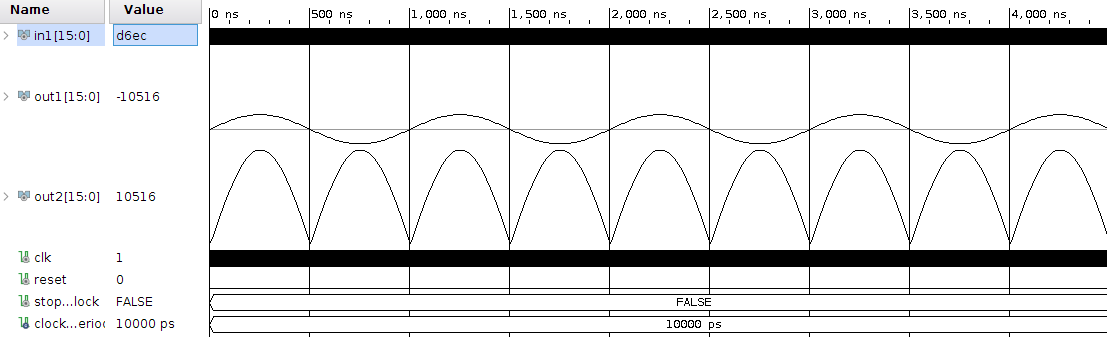 Name Value 0 ns 500 ns 1,000 ns 1,500 ns 2,000 ns 2,500 ns 3,000 ns 3,500 ns 4,000 ns
in1[15:0] d6ec
out1[15:0] -10516
out2[15:0] 10516
clk 1
reset 0
stop...lock FALSE FALSE
clock...erio 10000 ps 10000 ps